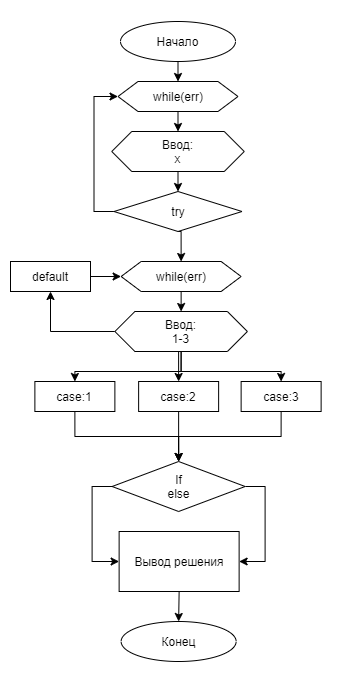 Начало
while(err)
Ввод:
x
try
default
while(err)
Ввод:
1-3
case:1
case:2
case:3
If
else
Вывод решения
Конец